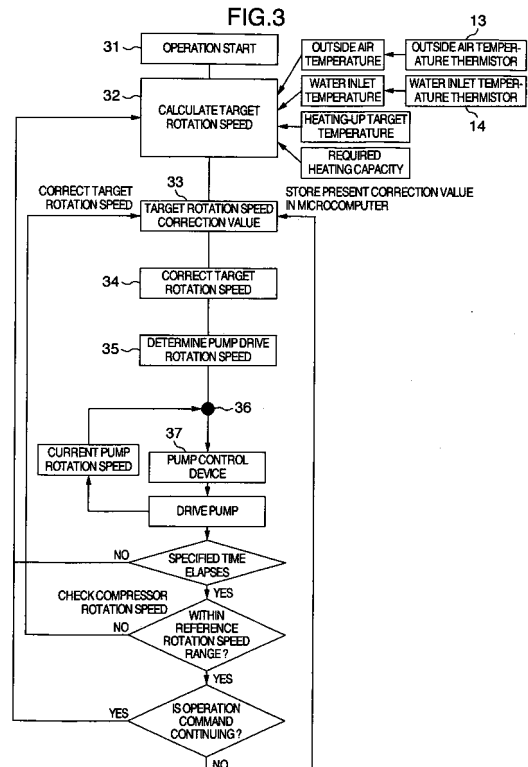 FIG.3
31
OPERATION START
32
CALCULATE TARGET
ROTATION SPEED
OUTSIDE AIR
TEMPERATURE
13
OUTSIDE AIR TEMPER-
ATURE THERMISTOR
WATER INLET
TEMPERATURE
WATER INLET TEMPER-
ATURE THERMISTOR
14
HEATING-UP TARGET
TEMPERATURE
REQUIRED
HEATING CAPACITY
CORRECT TARGET
ROTATION SPEED
33
TARGET ROTATION SPEED
CORRECTION VALUE
STORE PRESENT CORRECTION VALUE
IN MICROCOMPUTER
34
CORRECT TARGET
ROTATION SPEED
35
DETERMINE PUMP DRIVE
ROTATION SPEED
36
CURRENT PUMP
ROTATION SPEED
37
PUMP CONTROL
DEVICE
DRIVE PUMP
NO
SPECIFIED TIME
ELAPSES
YES
CHECK COMPRESSOR
ROTATION SPEED
NO
WITHIN
REFERENCE
ROTATION SPEED
RANGE ?
YES
YES
IS OPERATION
COMMAND
CONTINUING ?
NO